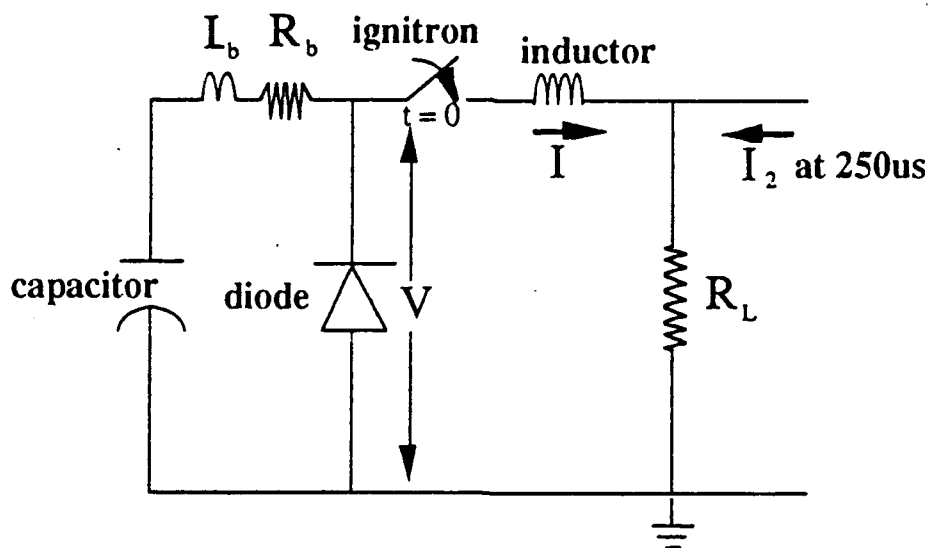 L_b R_b ignitron
inductor
t = 0
I
I_2 at 250us
capacitor
diode
V
R_L